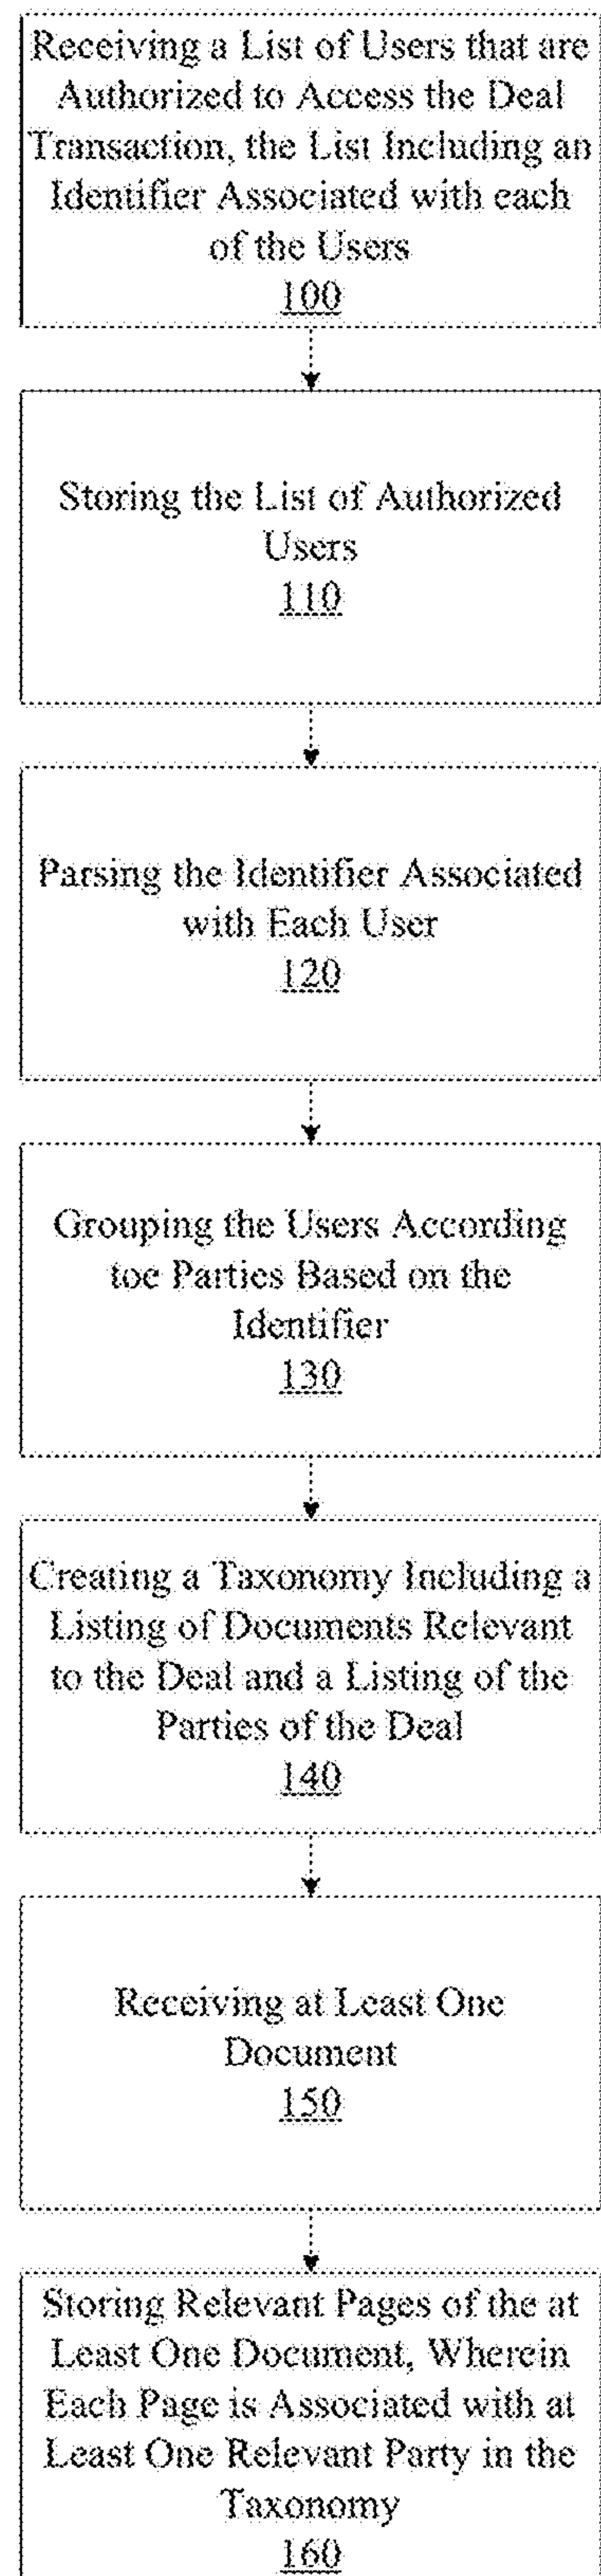 Receiving a List of Users that are
Authorized to Access the Deal
Transaction, the List Including an
Identifier Associated with each
of the Users
100
Storing the List of Authorized
Users
110
Parsing the Identifier Associated
with Each User
120
Grouping the Users According
toe Parties Based on the
Identifier
130
Creating a Taxonomy Including a
Listing of Documents Relevant
to the Deal and a Listing of the
Parties of the Deal
140
Receiving at Least One
Document
150
Storing Relevant Pages of the at
Least One Document, Wherein
Each Page is Associated with at
Least One Relevant Party in the
Taxonomy
160